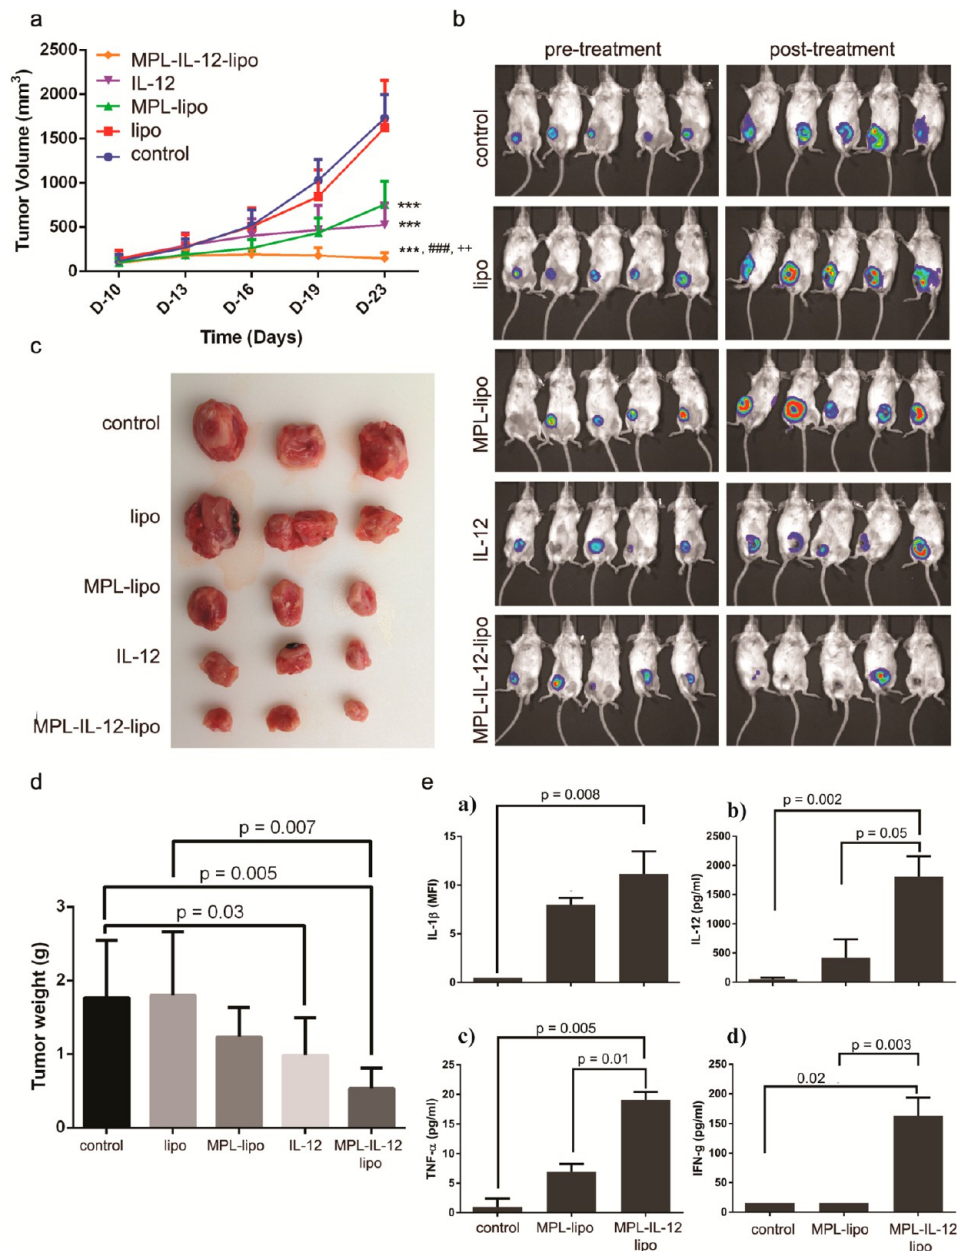 a
2500
2000
1500
1000
500
0
Tumor Volume (mm³)
MPL-IL-12-lipo
IL-12
MPL-lipo
lipo
control
***
***
***, ###, ++
D-10
D-13
D-16
D-19
D-23
Time (Days)
b
pre-treatment
post-treatment
control
lipo
MPL-lipo
IL-12
MPL-IL-12-lipo
c
control
lipo
MPL-lipo
IL-12
MPL-IL-12-lipo
d
p = 0.007
p = 0.005
p = 0.03
3
2
1
0
Tumor weight (g)
control
lipo
MPL-lipo
IL-12
MPL-IL-12
lipo
e
a)
p = 0.008
15
10
5
0
IL-1β (MFI)
b)
p = 0.002
p = 0.05
2500
2000
1500
1000
500
0
IL-12 (pg/ml)
c)
p = 0.005
p = 0.01
25
20
15
10
5
0
TNF-α (pg/ml)
control
MPL-lipo
MPL-IL-12
lipo
d)
p = 0.003
0.02
250
200
150
100
50
0
IFN-g (pg/ml)
control
MPL-lipo
MPL-IL-12
lipo